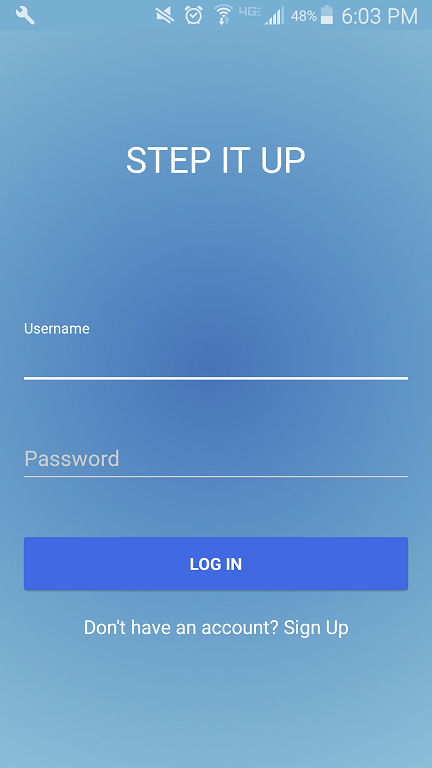 4G 48% 6:03 PM
STEP IT UP
Username
Password
LOG IN
Don't have an account? Sign Up